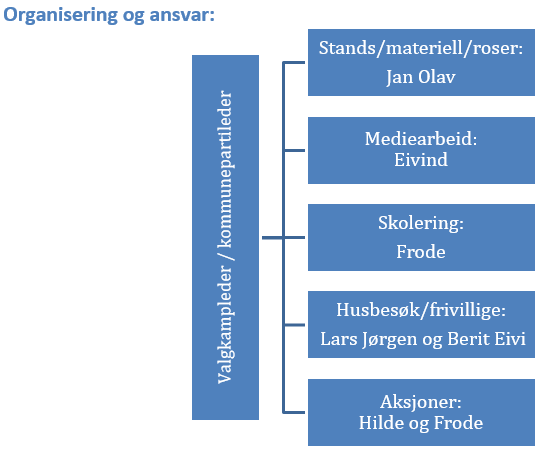 Organisering og ansvar:
Valgkampleder / kommunepartileder
Stands/materiell/roser:
Jan Olav
Mediearbeid:
Eivind
Skolering:
Frode
Husbesøk/frivillige:
Lars Jørgen og Berit Eivi
Aksjoner:
Hilde og Frode